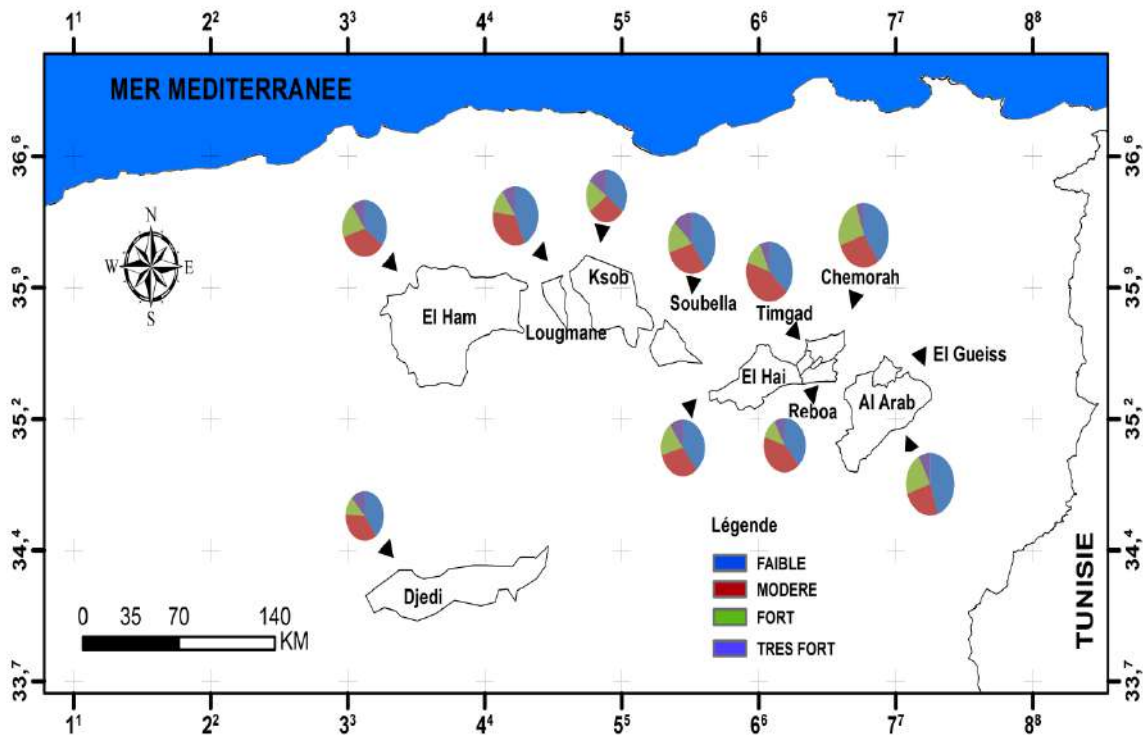 1¹ 2² 3³ 4⁴ 5⁵ 6⁶ 7⁷ 8⁸
MER MEDITERRANEE
36,⁶ 36,⁶
N
W E
S
35,⁹ 35,⁹
El Ham
Lougmane
Ksob
Soubella
Timgad
Chemorah
El Gueiss
El Hai
Reboa
Al Arab
35,² 35,²
34,⁴ 34,⁴
Djedi
0 35 70 140
KM
Légende
FAIBLE
MODERE
FORT
TRES FORT
TUNISIE
33,⁷ 33,⁷
1¹ 2² 3³ 4⁴ 5⁵ 6⁶ 7⁷ 8⁸